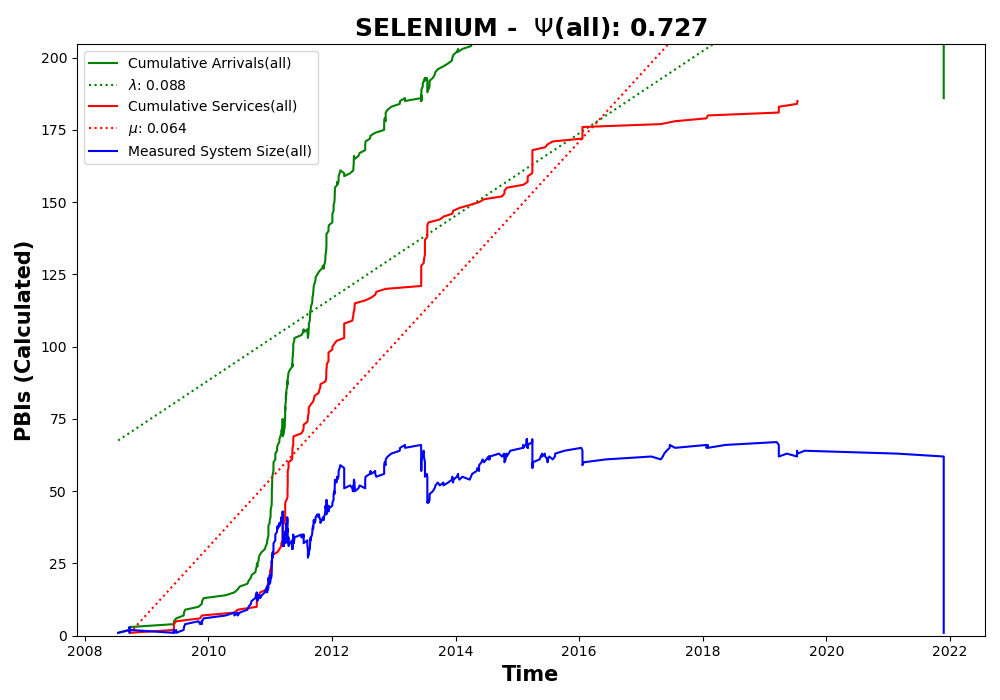 SELENIUM - Ψ(all): 0.727
Cumulative Arrivals(all)
λ: 0.088
Cumulative Services(all)
μ: 0.064
Measured System Size(all)
PBIs (Calculated)
200
175
150
125
100
75
50
25
0
2008 2010 2012 2014 2016 2018 2020 2022
Time